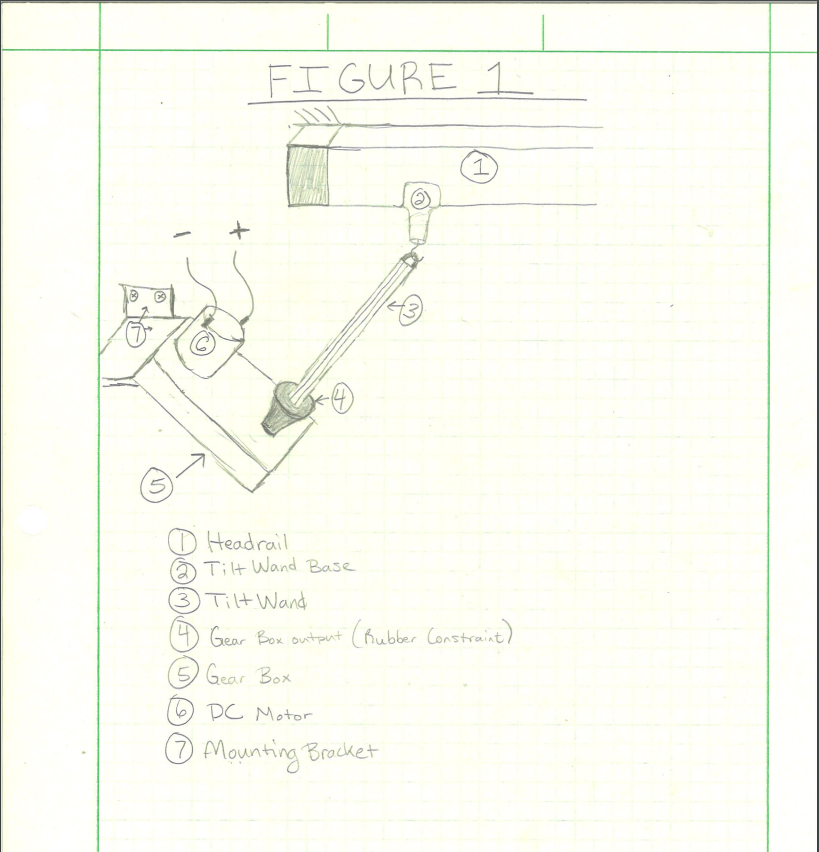 FIGURE 1
①
②
- +
③
⑦
⑥
④
⑤
① Headrail
② Tilt Wand Base
③ Tilt Wand
④ Gear Box output (Rubber Constraint)
⑤ Gear Box
⑥ DC Motor
⑦ Mounting Bracket